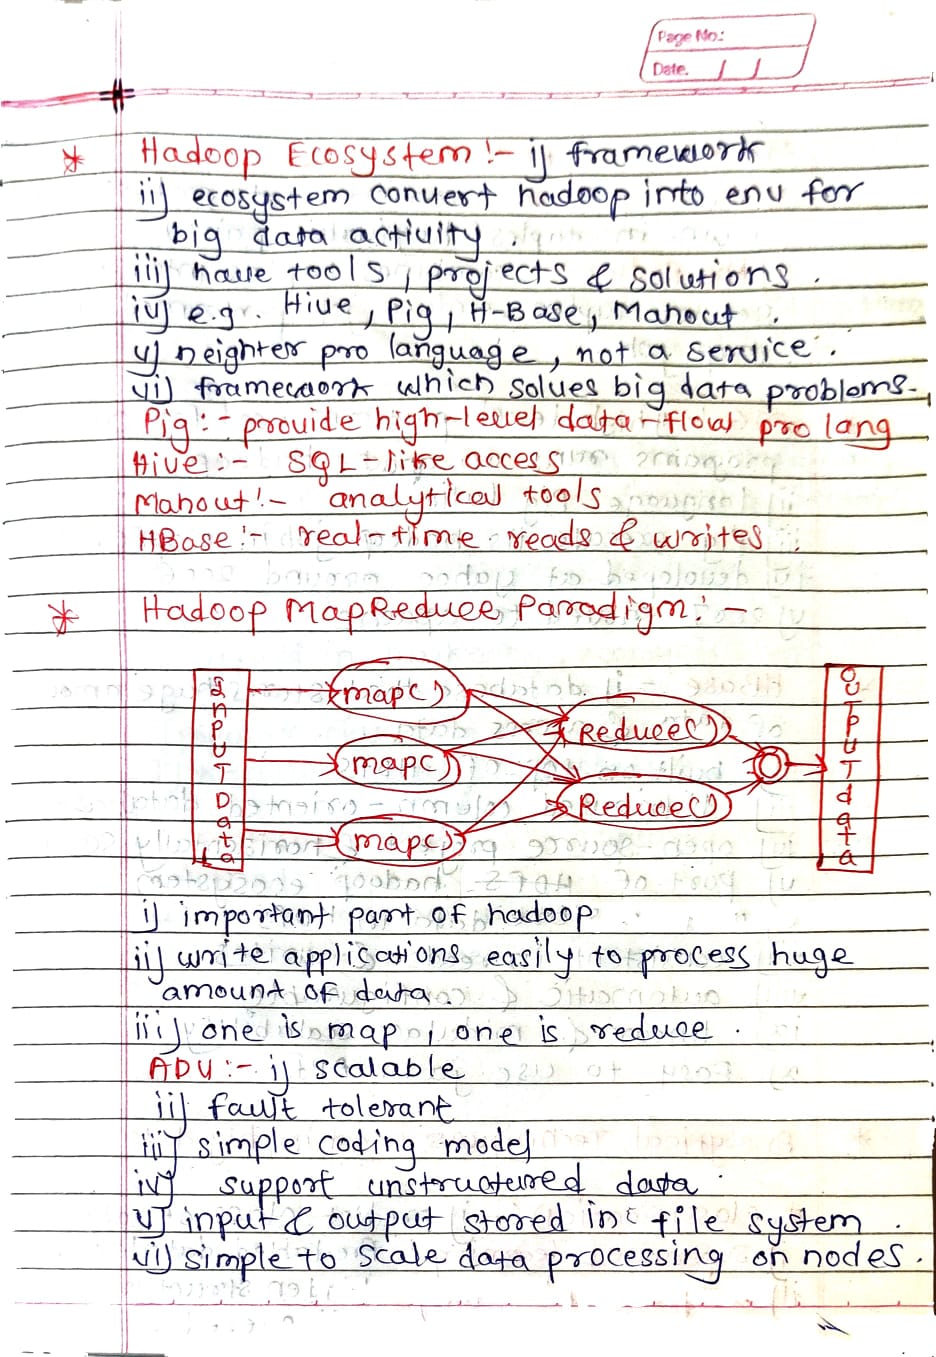 Page No.:
Date. / /
* Hadoop Ecosystem :- i) framework
ii) ecosystem convert hadoop into env for
big data activity.
iii) have tools, projects & solutions.
iv) e.g. Hive, Pig, H-Base, Mahout.
v) neighter pro language, not a service.
vi) framework which solves big data problems.
Pig :- provide high-level data-flow pro lang
Hive :- SQL-like access
Mahout :- analytical tools
HBase :- real-time reads & writes
* Hadoop MapReduce Paradigm :-
Input Data
map()
map()
map()
Reduce()
Reduce()
Output data
i) important part of hadoop
ii) write applications easily to process huge
amount of data.
iii) one is map, one is reduce.
ADV :- i) scalable
ii) fault tolerant
iii) simple coding model
iv) support unstructured data.
v) input & output stored in file system.
vi) simple to scale data processing on nodes.